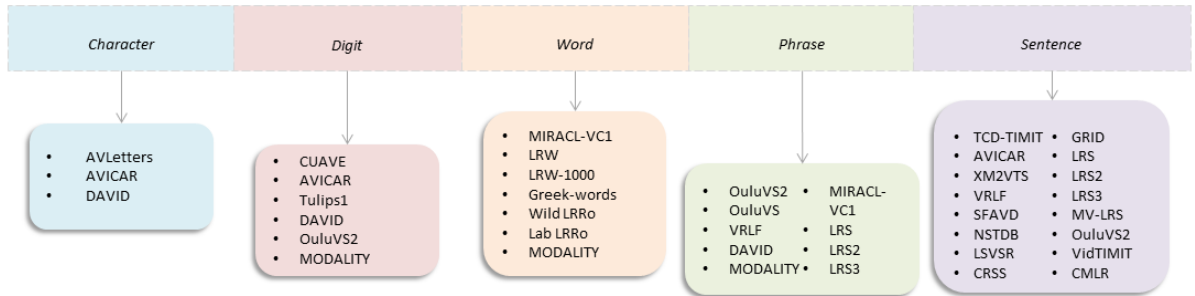 Character
Digit
Word
Phrase
Sentence
• AVLetters
• AVICAR
• DAVID
• CUAVE
• AVICAR
• Tulips1
• DAVID
• OuluVS2
• MODALITY
• MIRACL-VC1
• LRW
• LRW-1000
• Greek-words
• Wild LRRo
• Lab LRRo
• MODALITY
• OuluVS2
• OuluVS
• VRLF
• DAVID
• MODALITY
• MIRACL-
VC1
• LRS
• LRS2
• LRS3
• TCD-TIMIT
• AVICAR
• XM2VTS
• VRLF
• SFAVD
• NSTDB
• LSVSR
• CRSS
• GRID
• LRS
• LRS2
• LRS3
• MV-LRS
• OuluVS2
• VidTIMIT
• CMLR